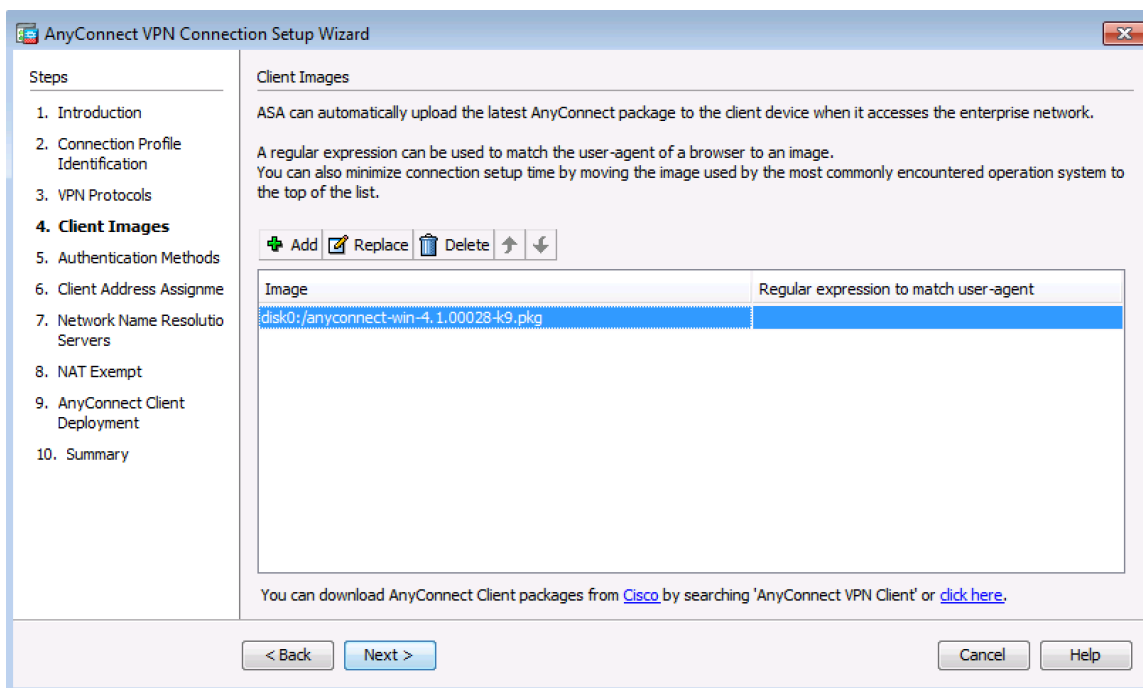 AnyConnect VPN Connection Setup Wizard
Steps
1. Introduction
2. Connection Profile
Identification
3. VPN Protocols
4. Client Images
5. Authentication Methods
6. Client Address Assignme
7. Network Name Resolutio
Servers
8. NAT Exempt
9. AnyConnect Client
Deployment
10. Summary
Client Images
ASA can automatically upload the latest AnyConnect package to the client device when it accesses the enterprise network.
A regular expression can be used to match the user-agent of a browser to an image.
You can also minimize connection setup time by moving the image used by the most commonly encountered operation system to
the top of the list.
Add Replace Delete
Image Regular expression to match user-agent
disk0:/anyconnect-win-4.1.00028-k9.pkg
You can download AnyConnect Client packages from Cisco by searching 'AnyConnect VPN Client' or click here.
< Back Next > Cancel Help